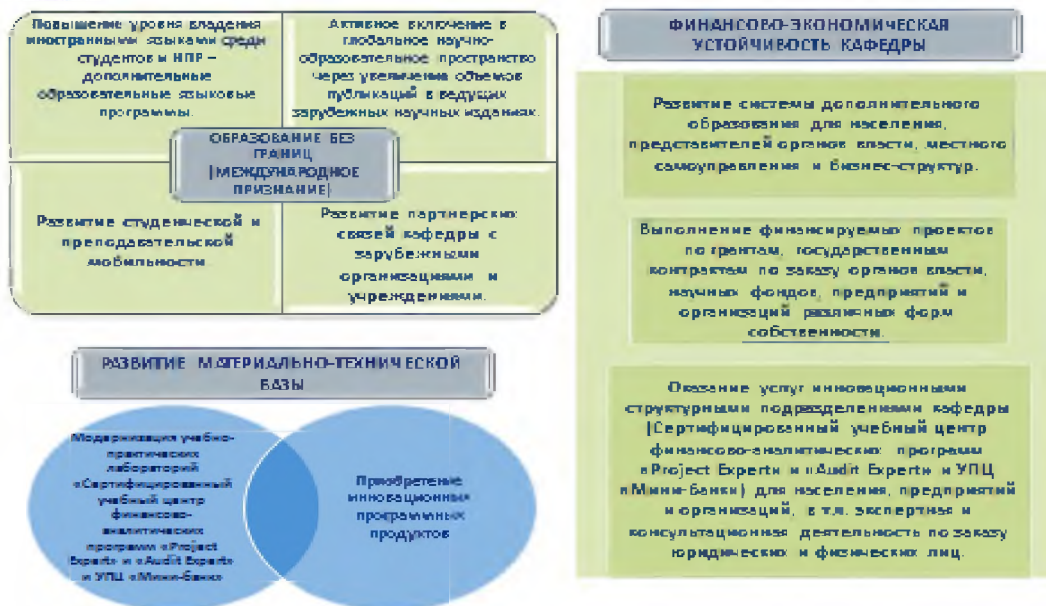 Повышение уровня владения
иностранными языками среди
студентов и НПР –
дополнительные
образовательные языковые
программы.
Активное включение в
глобальное научно-
образовательное пространство
через увеличение объемов
публикаций в ведущих
зарубежных научных изданиях.
ОБРАЗОВАНИЕ БЕЗ
ГРАНИЦ
(МЕЖДУНАРОДНОЕ
ПРИЗНАНИЕ)
Развитие студенческой и
преподавательской
мобильности.
Развитие партнерских
связей кафедры с
зарубежными
организациями и
учреждениями.
РАЗВИТИЕ МАТЕРИАЛЬНО-ТЕХНИЧЕСКОЙ
БАЗЫ
Модернизация учебно-
практических
лабораторий
«Сертифицированный
учебный центр
финансово-
аналитических
программ «Project
Expert» и «Audit Expert»
и УПЦ «Мини-банк»
Приобретение
инновационных
программных
продуктов
ФИНАНСОВО-ЭКОНОМИЧЕСКАЯ
УСТОЙЧИВОСТЬ КАФЕДРЫ
Развитие системы дополнительного
образования для населения,
представителей органов власти, местного
самоуправления и бизнес-структур.
Выполнение финансируемых проектов
по грантам, государственным
контрактам по заказу органов власти,
научных фондов, предприятий и
организаций различных форм
собственности.
Оказание услуг инновационными
структурными подразделениями кафедры
(Сертифицированный учебный центр
финансово-аналитических программ
«Project Expert» и «Audit Expert» и УПЦ
«Мини-банк») для населения, предприятий
и организаций, в т.ч. экспертная и
консультационная деятельность по заказу
юридических и физических лиц.